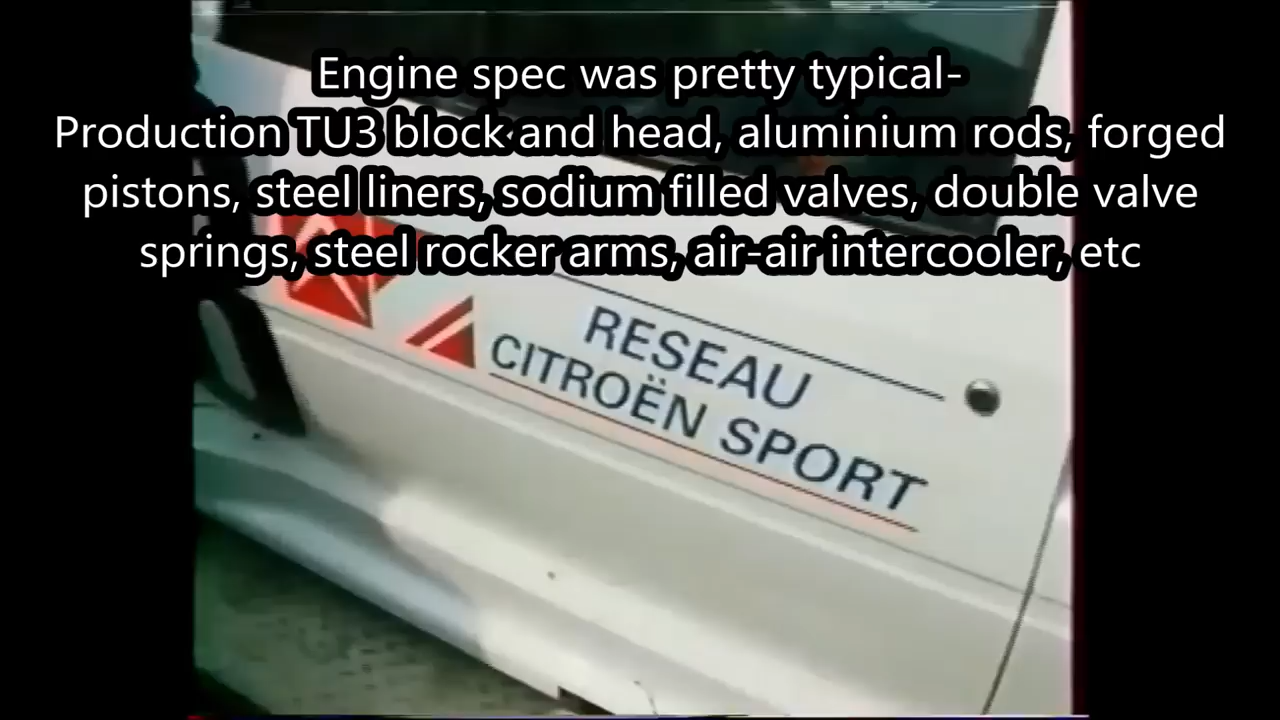 Engine spec was pretty typical-
Production TU3 block and head, aluminium rods, forged
pistons, steel liners, sodium filled valves, double valve
springs, steel rocker arms, air-air intercooler, etc
RESEAU
CITROËN SPORT